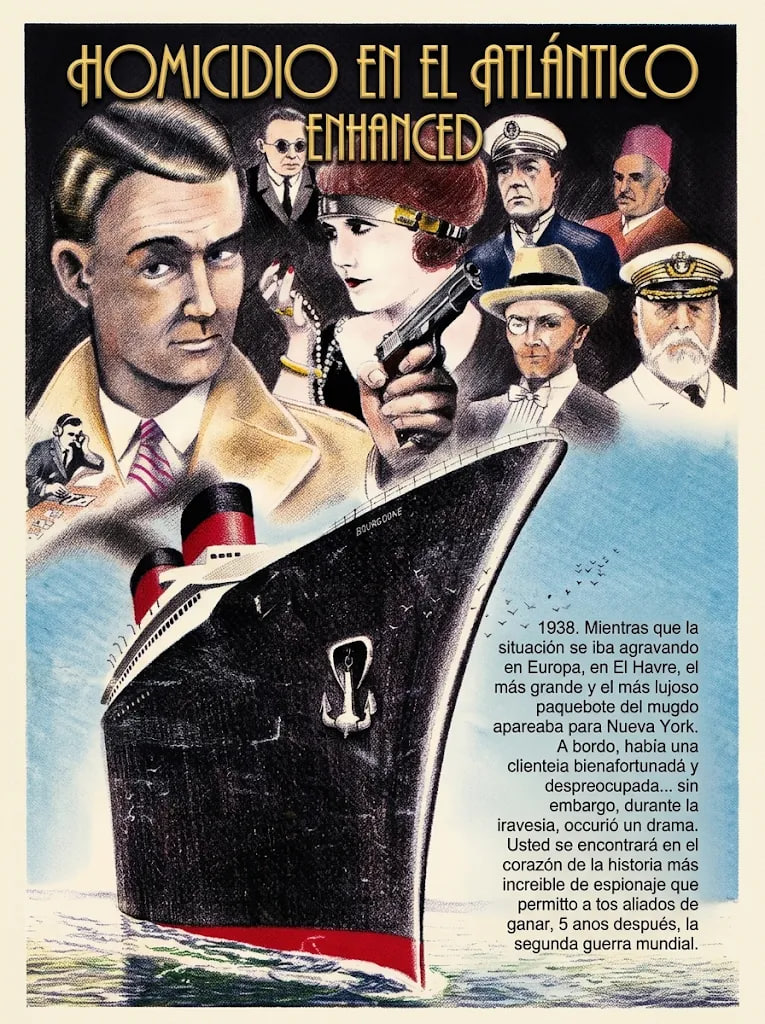 HOMICIDIO EN EL ATLÁNTICO
ENHANCED
BOURGOGNE
1938. Mientras que la
situación se iba agravando
en Europa, en El Havre, el
más grande y el más lujoso
paquebote del mugdo
apareaba para Nueva York.
A bordo, había una
clienteia bienafortunadá y
despreocupada... sin
embargo, durante la
iravesia, occurió un drama.
Usted se encontrará en el
corazón de la historia más
increible de espionaje que
permitto a tos aliados de
ganar, 5 anos después, la
segunda guerra mundial.